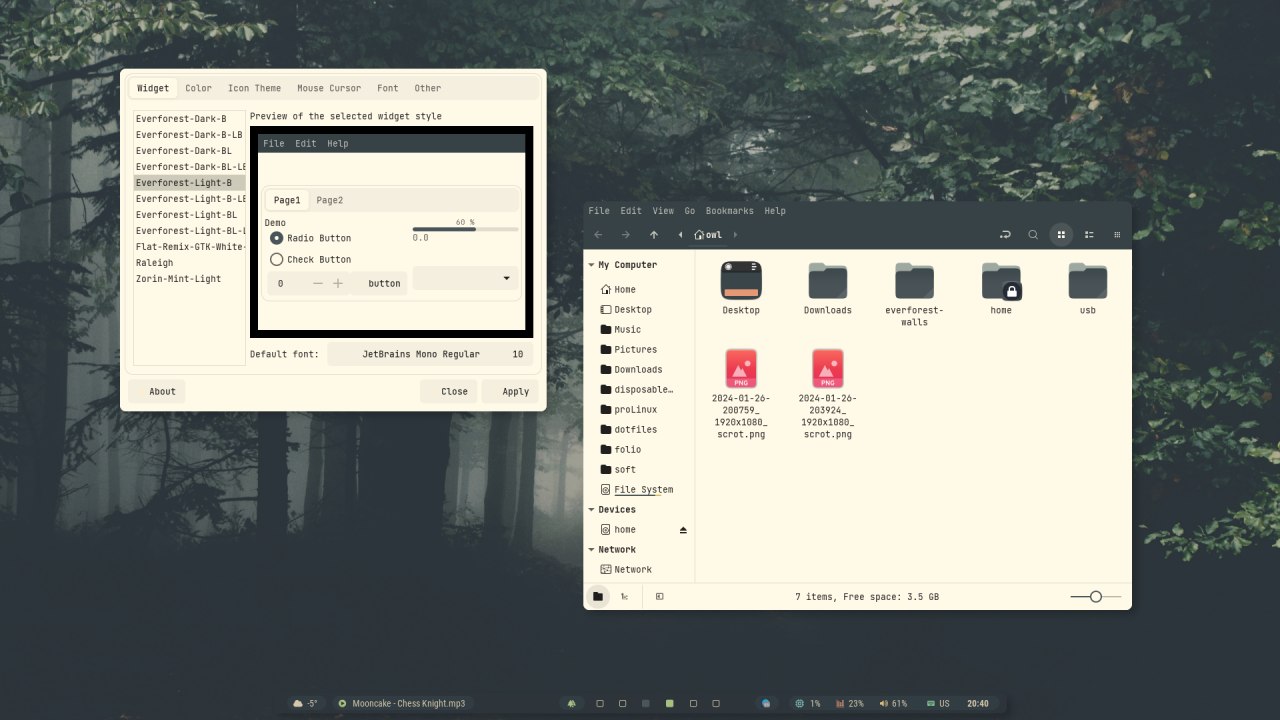 Widget Color Icon Theme Mouse Cursor Font Other
Everforest-Dark-B
Everforest-Dark-B-LB
Everforest-Dark-BL
Everforest-Dark-BL-LB
Everforest-Light-B
Everforest-Light-B-LB
Everforest-Light-BL
Everforest-Light-BL-L
Flat-Remix-GTK-White-
Raleigh
Zorin-Mint-Light
Preview of the selected widget style
File Edit Help
Page1 Page2
Demo
60 %
Radio Button
0.0
Check Button
0
button
Default font:
JetBrains Mono Regular 10
About
Close
Apply
File Edit View Go Bookmarks Help
owl
My Computer
Home
Desktop
Music
Pictures
Downloads
disposable…
proLinux
dotfiles
folio
soft
File System
Devices
home
Network
Network
Desktop
Downloads
everforest-
walls
home
usb
PNG
2024-01-26-
200759_
1920x1080_
scrot.png
PNG
2024-01-26-
203924_
1920x1080_
scrot.png
7 items, Free space: 3.5 GB
-5°
Mooncake - Chess Knight.mp3
1%
23%
61%
US
20:40